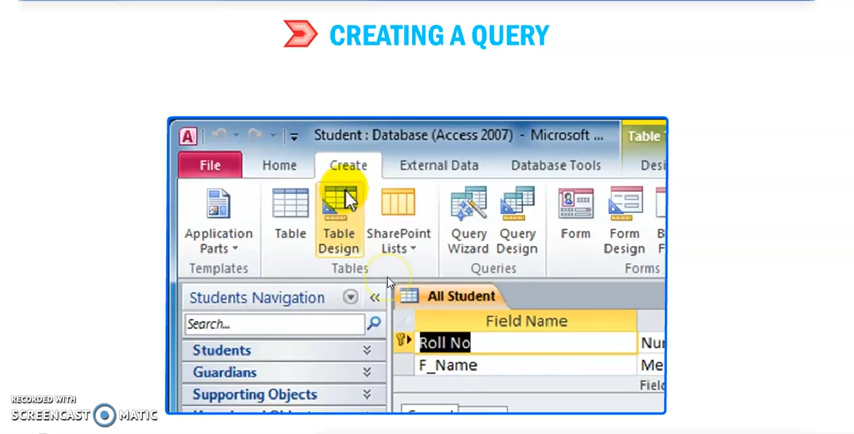 CREATING A QUERY
Student : Database (Access 2007) - Microsoft ...
Table
File
Home
Create
External Data
Database Tools
Application
Parts
Table
Table
Design
SharePoint
Lists
Query
Wizard
Query
Design
Form
Form
Design
Templates
Tables
Queries
Forms
Students Navigation
All Student
Search...
Field Name
Students
Roll No
Guardians
F_Name
Supporting Objects
RECORDED WITH
SCREENCAST MATIC